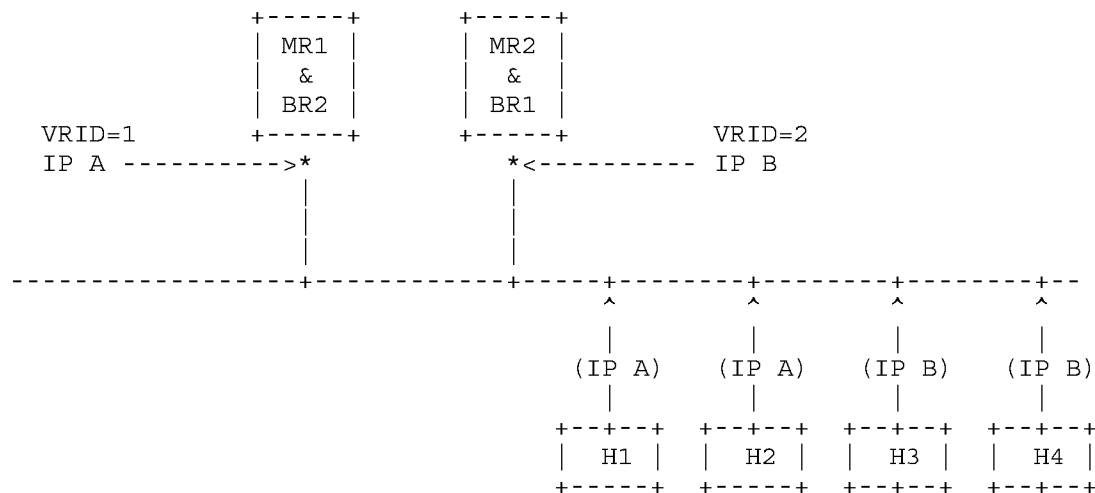 +-----+      +-----+
| MR1 |      | MR2 |
|  &  |      |  &  |
| BR2 |      | BR1 |
VRID=1       +-----+      +-----+         VRID=2
IP A ---------->*            *<---------- IP B
|            |
|            |
|            |
------------------+------------+-----+--------+--------+--------+--
^        ^        ^        ^
|        |        |        |
(IP A)   (IP A)   (IP B)   (IP B)
|        |        |        |
+--+--+  +--+--+  +--+--+  +--+--+
|  H1 |  |  H2 |  |  H3 |  |  H4 |
+-----+  +-----+  +--+--+  +--+--+